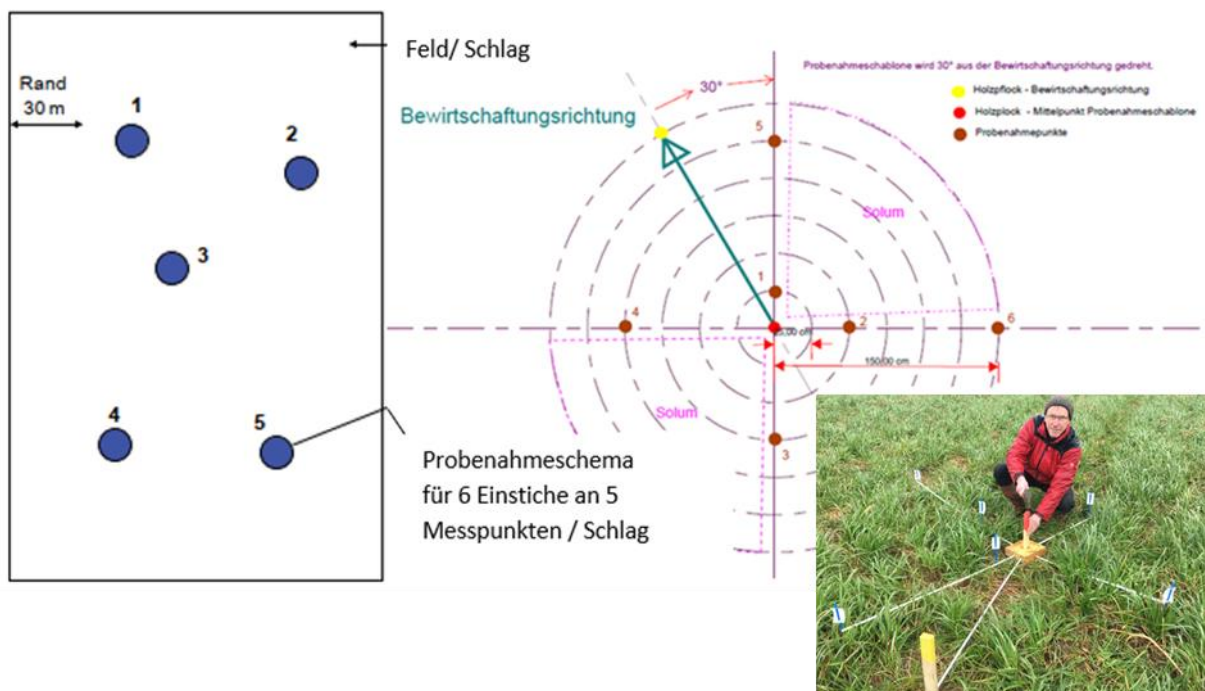 Feld/ Schlag
Rand
30 m
1
2
3
4
5
Probenahmeschema
für 6 Einstiche an 5
Messpunkten / Schlag
Probenahmeschablone wird 30° aus der Bewirtschaftungsrichtung gedreht.
Holzpflock - Bewirtschaftungsrichtung
Holzplock - Mittelpunkt Probenahmeschablone
Probenahmepunkte
30°
Bewirtschaftungsrichtung
5
Solum
1
4
2
6
150,00 cm
Solum
3